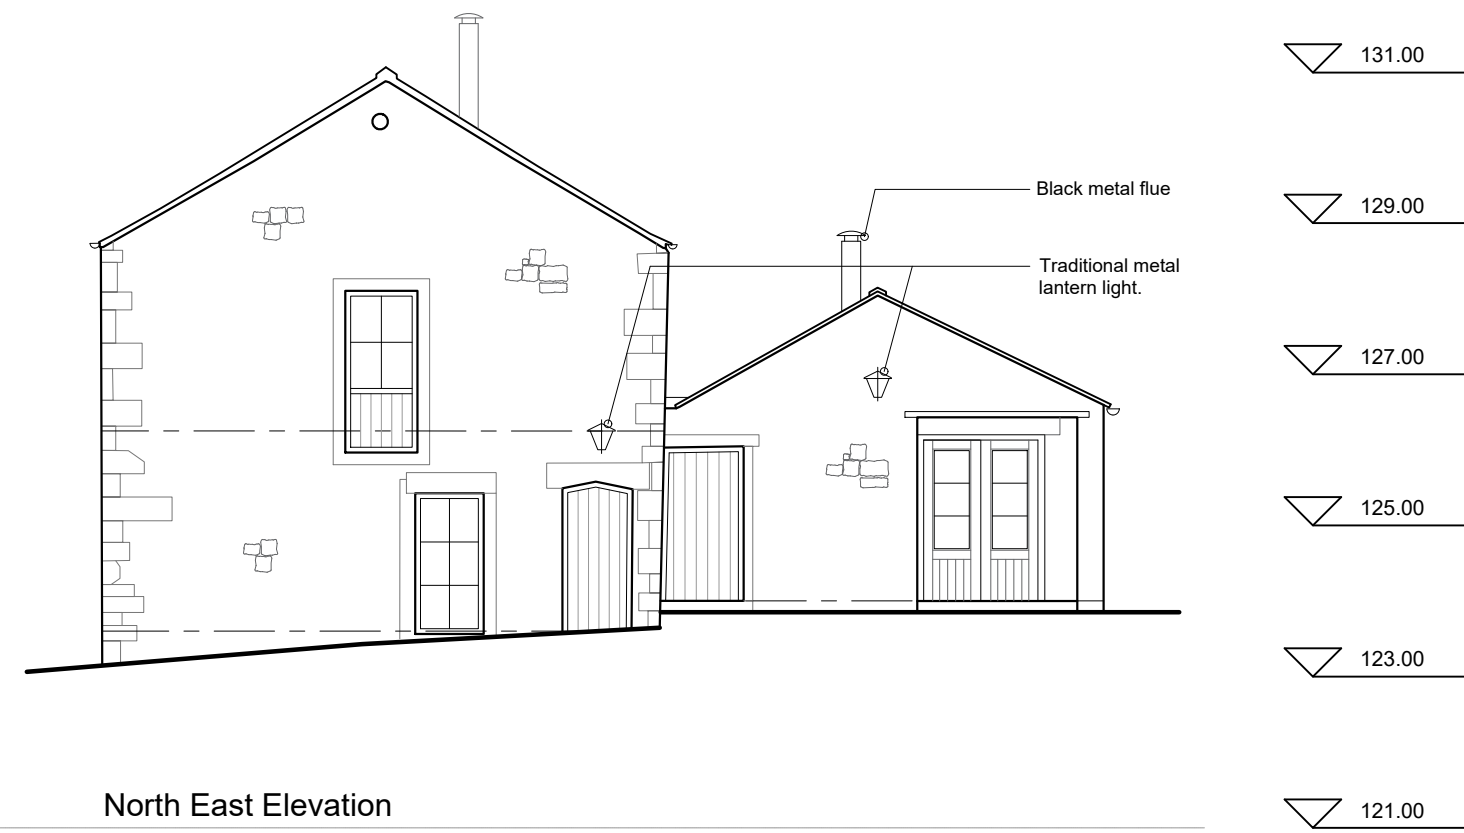 131.00
Black metal flue
129.00
Traditional metal
lantern light.
127.00
125.00
123.00
North East Elevation
121.00